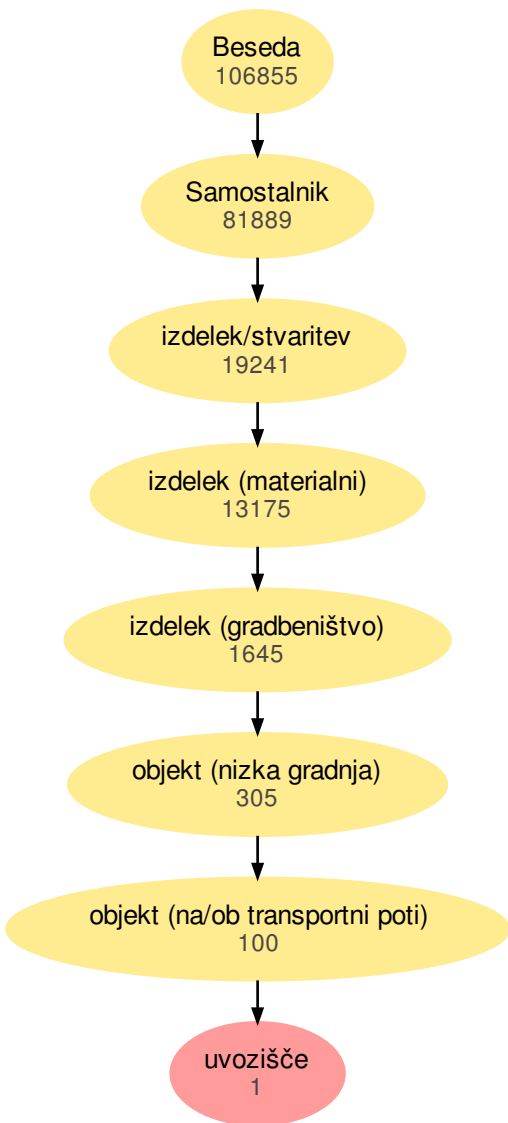 Beseda
106855
Samostalnik
81889
izdelek/stvaritev
19241
izdelek (materialni)
13175
izdelek (gradbeništvo)
1645
objekt (nizka gradnja)
305
objekt (na/ob transportni poti)
100
uvozišče
1